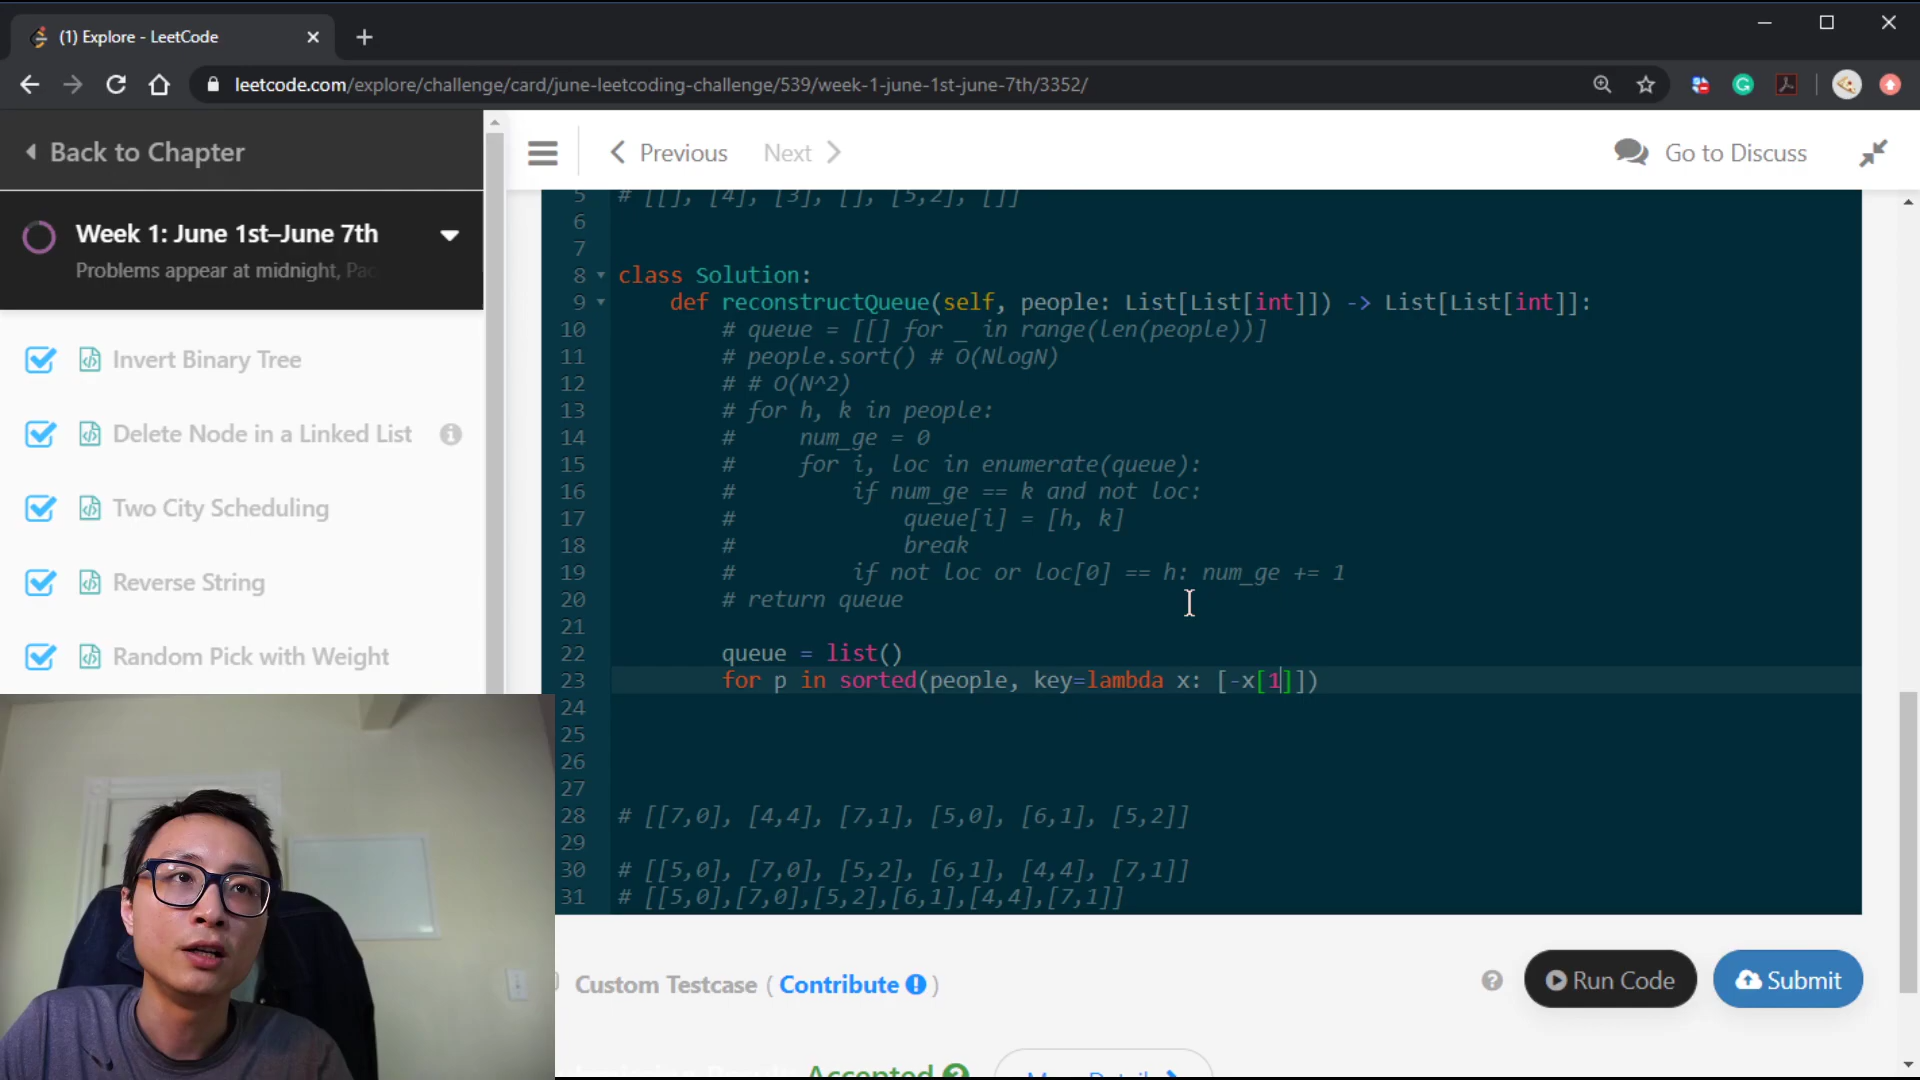 (1) Explore - LeetCode
leetcode.com/explore/challenge/card/june-leetcoding-challenge/539/week-1-june-1st-june-7th/3352/
Back to Chapter
Previous
Next
Go to Discuss
Week 1: June 1st–June 7th
Problems appear at midnight, Pac
Invert Binary Tree
Delete Node in a Linked List
Two City Scheduling
Reverse String
Random Pick with Weight
5 # [[], [4], [3], [], [5,2], []]
6
7
8 class Solution:
9 def reconstructQueue(self, people: List[List[int]]) -> List[List[int]]:
10 # queue = [[] for _ in range(len(people))]
11 # people.sort() # O(NlogN)
12 # # O(N^2)
13 # for h, k in people:
14 # num_ge = 0
15 # for i, loc in enumerate(queue):
16 # if num_ge == k and not loc:
17 # queue[i] = [h, k]
18 # break
19 # if not loc or loc[0] == h: num_ge += 1
20 # return queue
21
22 queue = list()
23 for p in sorted(people, key=lambda x: [-x[1]])
24
25
26
27
28 # [[7,0], [4,4], [7,1], [5,0], [6,1], [5,2]]
29
30 # [[5,0], [7,0], [5,2], [6,1], [4,4], [7,1]]
31 # [[5,0],[7,0],[5,2],[6,1],[4,4],[7,1]]
Custom Testcase ( Contribute )
Run Code
Submit
Accepted